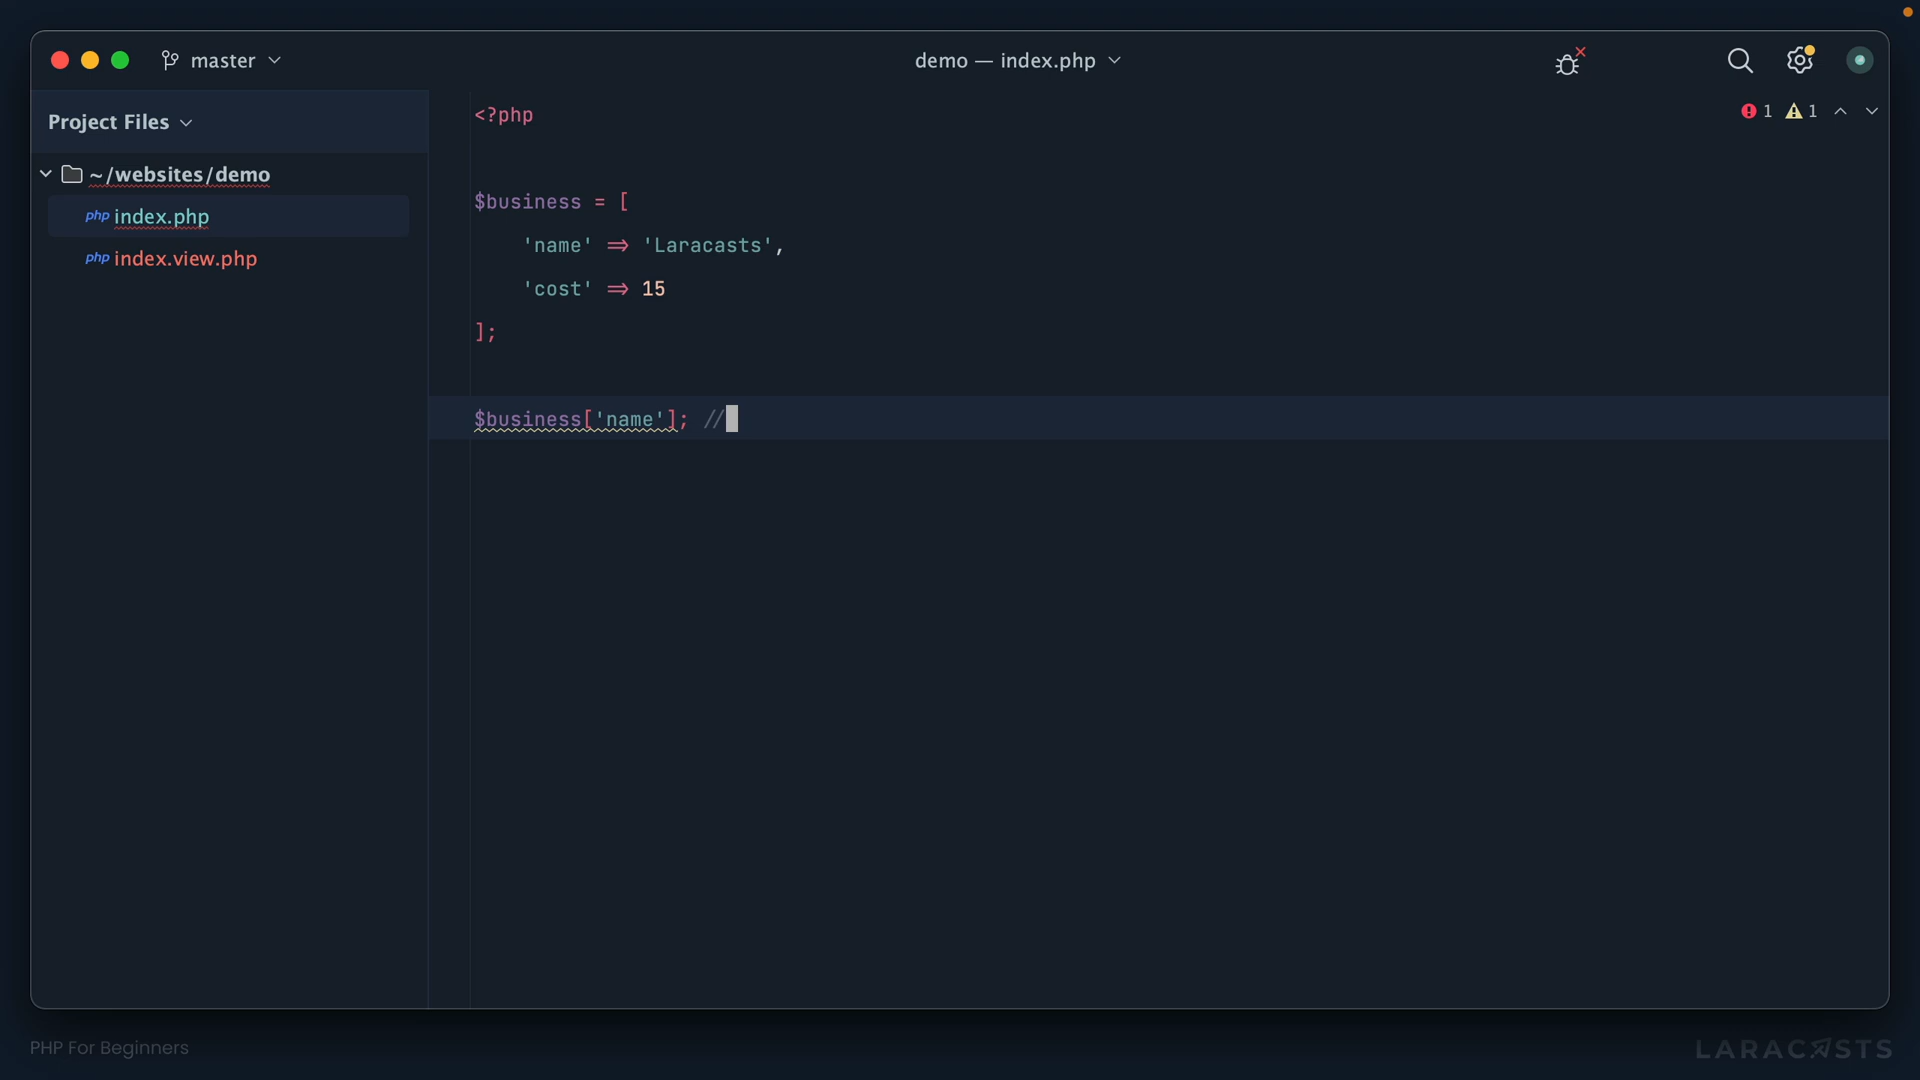 master
demo — index.php
Project Files
~/websites/demo
php index.php
php index.view.php
1 1
<?php
$business = [
'name' => 'Laracasts',
'cost' => 15
];
$business['name']; //
PHP For Beginners
LARACASTS